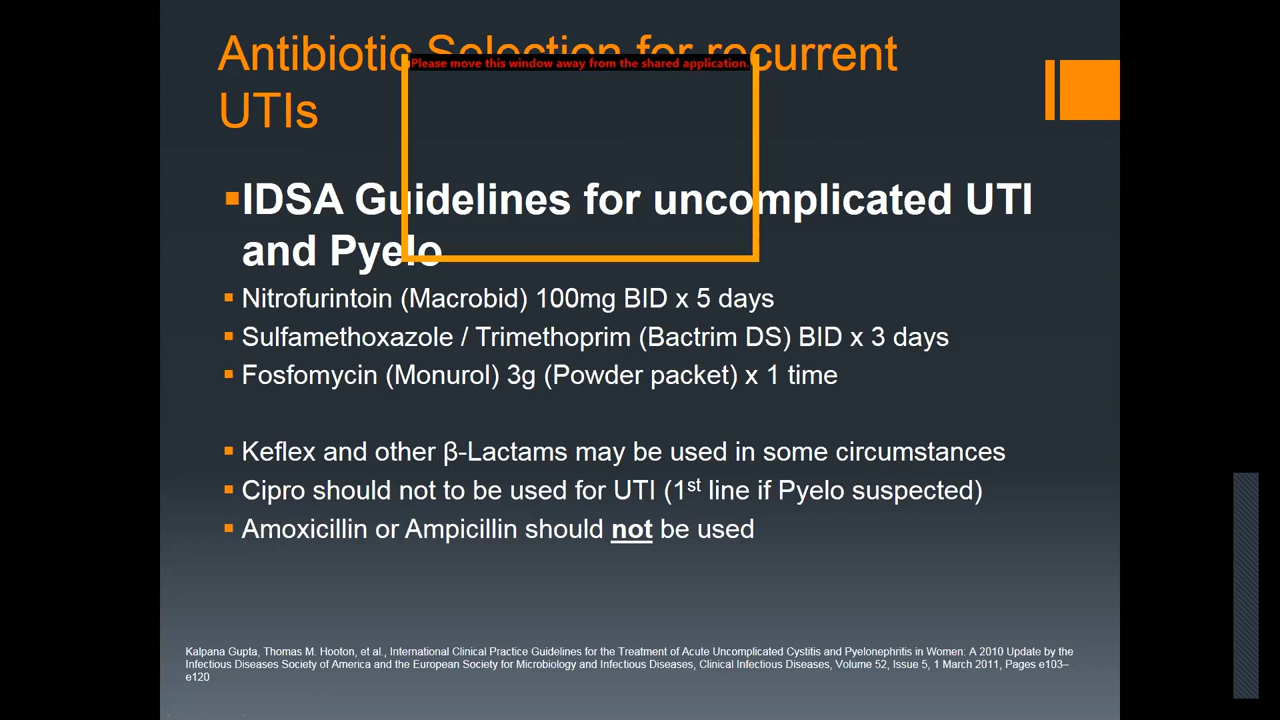 Antibiotic Selection for recurrent
UTIs
Please move this window away from the shared application.
▪IDSA Guidelines for uncomplicated UTI
and Pyelo
▪ Nitrofurintoin (Macrobid) 100mg BID x 5 days
▪ Sulfamethoxazole / Trimethoprim (Bactrim DS) BID x 3 days
▪ Fosfomycin (Monurol) 3g (Powder packet) x 1 time
▪ Keflex and other β-Lactams may be used in some circumstances
▪ Cipro should not to be used for UTI (1st line if Pyelo suspected)
▪ Amoxicillin or Ampicillin should not be used
Kalpana Gupta, Thomas M. Hooton, et al., International Clinical Practice Guidelines for the Treatment of Acute Uncomplicated Cystitis and Pyelonephritis in Women: A 2010 Update by the
Infectious Diseases Society of America and the European Society for Microbiology and Infectious Diseases, Clinical Infectious Diseases, Volume 52, Issue 5, 1 March 2011, Pages e103–
e120